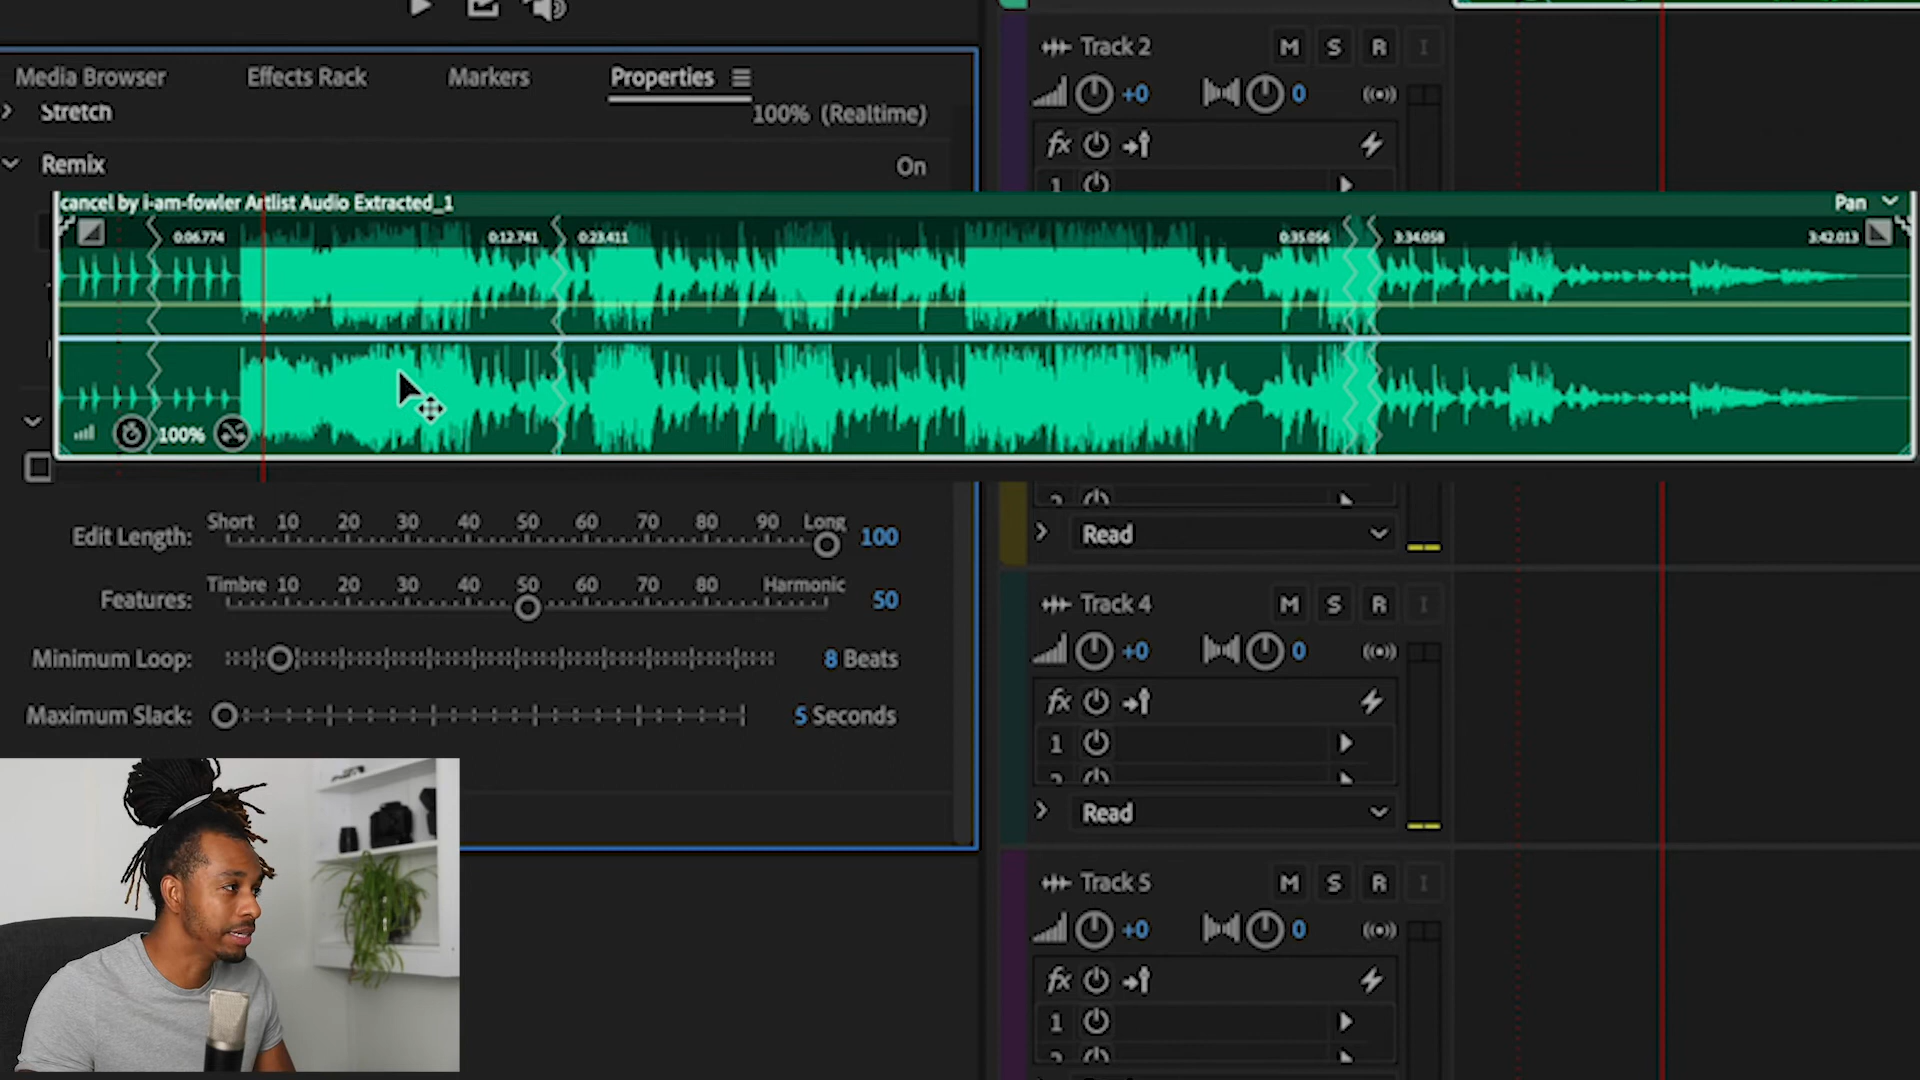 Media Browser Effects Rack Markers Properties
Stretch 100% (Realtime)
Remix On
cancel by i-am-fowler Artlist Audio Extracted_1 Pan
0:06.774 0:12.741 0:23.411 0:35.056 3:34.058 3:42.013
100%
Edit Length: Short 10 20 30 40 50 60 70 80 90 Long 100
Features: Timbre 10 20 30 40 50 60 70 80 Harmonic 50
Minimum Loop: 8 Beats
Maximum Slack: 5 Seconds
Track 2 M S R I
+0 0
fx
1
Read
Track 4 M S R I
+0 0
fx
1
Read
Track 5 M S R I
+0 0
fx
1